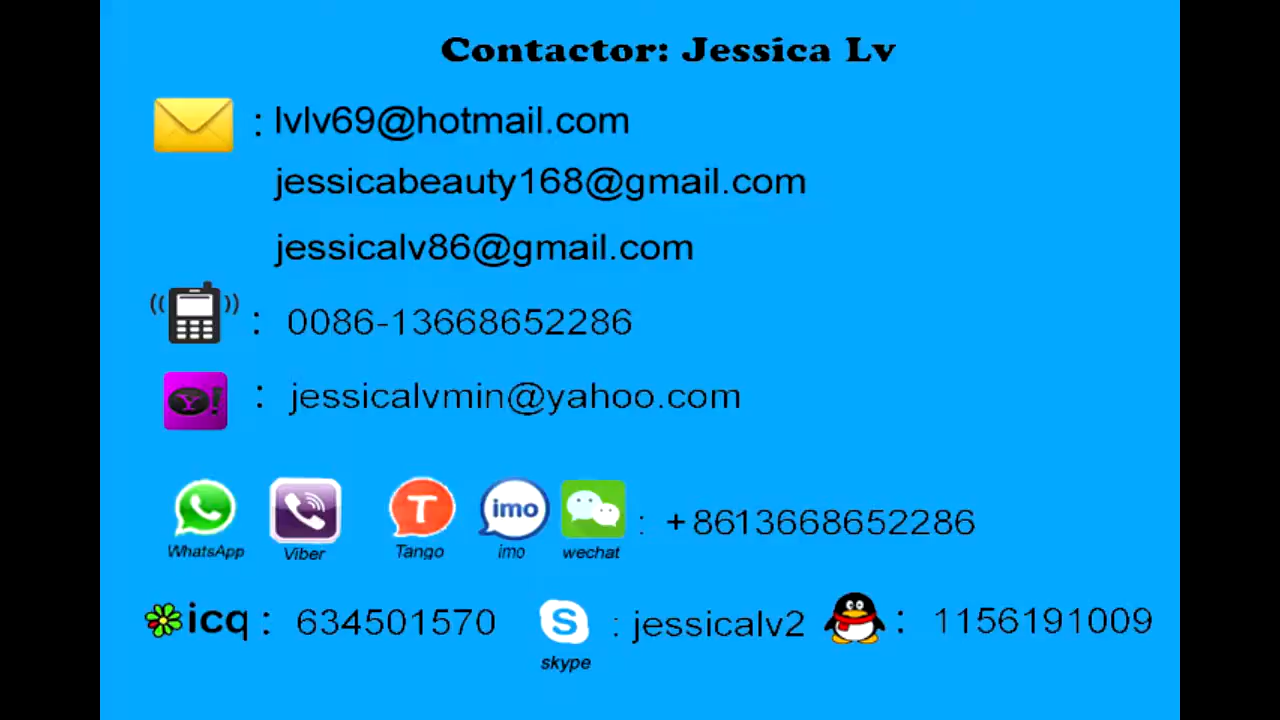 Contactor: Jessica Lv
: lvlv69@hotmail.com
jessicabeauty168@gmail.com
jessicalv86@gmail.com
: 0086-13668652286
Y! : jessicalvmin@yahoo.com
T imo : +8613668652286
WhatsApp Viber Tango imo wechat
icq : 634501570 S : jessicalv2 : 1156191009
skype